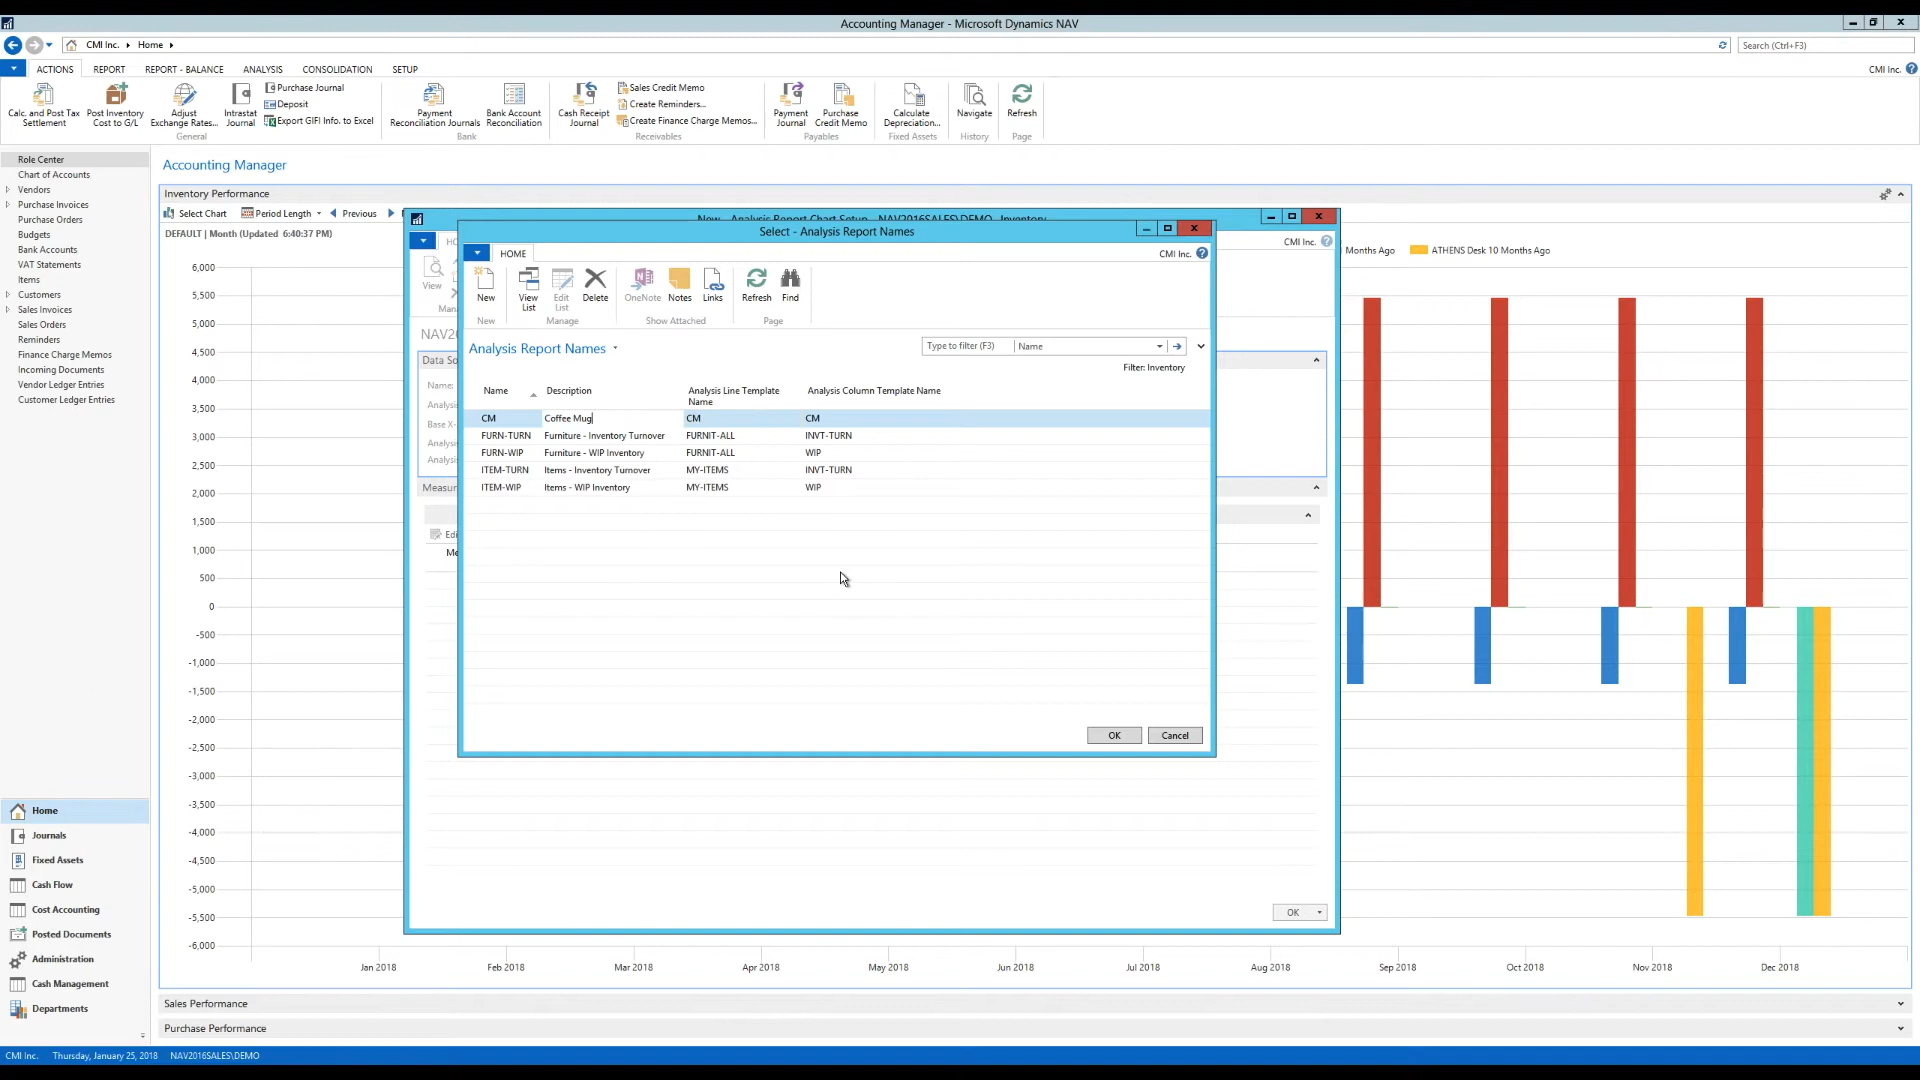 Accounting Manager - Microsoft Dynamics NAV
CMI Inc. Home
Search (Ctrl+F3)
ACTIONS REPORT REPORT - BALANCE ANALYSIS CONSOLIDATION SETUP
CMI Inc.
Calc. and Post Tax Settlement
Post Inventory Cost to G/L
Adjust Exchange Rates...
Intrastat Journal
Purchase Journal
Deposit
Export GIFI Info. to Excel
General
Payment Reconciliation Journals
Bank Account Reconciliation
Bank
Cash Receipt Journal
Sales Credit Memo
Create Reminders...
Create Finance Charge Memos...
Receivables
Payment Journal
Purchase Credit Memo
Payables
Calculate Depreciation...
Fixed Assets
Navigate
History
Refresh
Page
Role Center
Chart of Accounts
Vendors
Purchase Invoices
Purchase Orders
Budgets
Bank Accounts
VAT Statements
Items
Customers
Sales Invoices
Sales Orders
Reminders
Finance Charge Memos
Incoming Documents
Vendor Ledger Entries
Customer Ledger Entries
Home
Journals
Fixed Assets
Cash Flow
Cost Accounting
Posted Documents
Administration
Cash Management
Departments
Accounting Manager
Inventory Performance
Select Chart Period Length Previous
DEFAULT | Month (Updated 6:40:37 PM)
Months Ago ATHENS Desk 10 Months Ago
6,000
5,500
5,000
4,500
4,000
3,500
3,000
2,500
2,000
1,500
1,000
500
0
-500
-1,000
-1,500
-2,000
-2,500
-3,000
-3,500
-4,000
-4,500
-5,000
-5,500
-6,000
Jan 2018 Feb 2018 Mar 2018 Apr 2018 May 2018 Jun 2018 Jul 2018 Aug 2018 Sep 2018 Oct 2018 Nov 2018 Dec 2018
New - Analysis Report Chart Setup - NAV2016SALES\DEMO Inventory
CMI Inc.
View
Name:
Base X-
OK
Select - Analysis Report Names
HOME
CMI Inc.
New
New
View List
Edit List
Delete
Manage
OneNote
Notes
Links
Show Attached
Refresh
Find
Page
Analysis Report Names
Type to filter (F3) Name
Filter: Inventory
Name Description Analysis Line Template Name Analysis Column Template Name
CM Coffee Mug CM CM
FURN-TURN Furniture - Inventory Turnover FURNIT-ALL INVT-TURN
FURN-WIP Furniture - WIP Inventory FURNIT-ALL WIP
ITEM-TURN Items - Inventory Turnover MY-ITEMS INVT-TURN
ITEM-WIP Items - WIP Inventory MY-ITEMS WIP
OK Cancel
Sales Performance
Purchase Performance
CMI Inc. Thursday, January 25, 2018 NAV2016SALES\DEMO